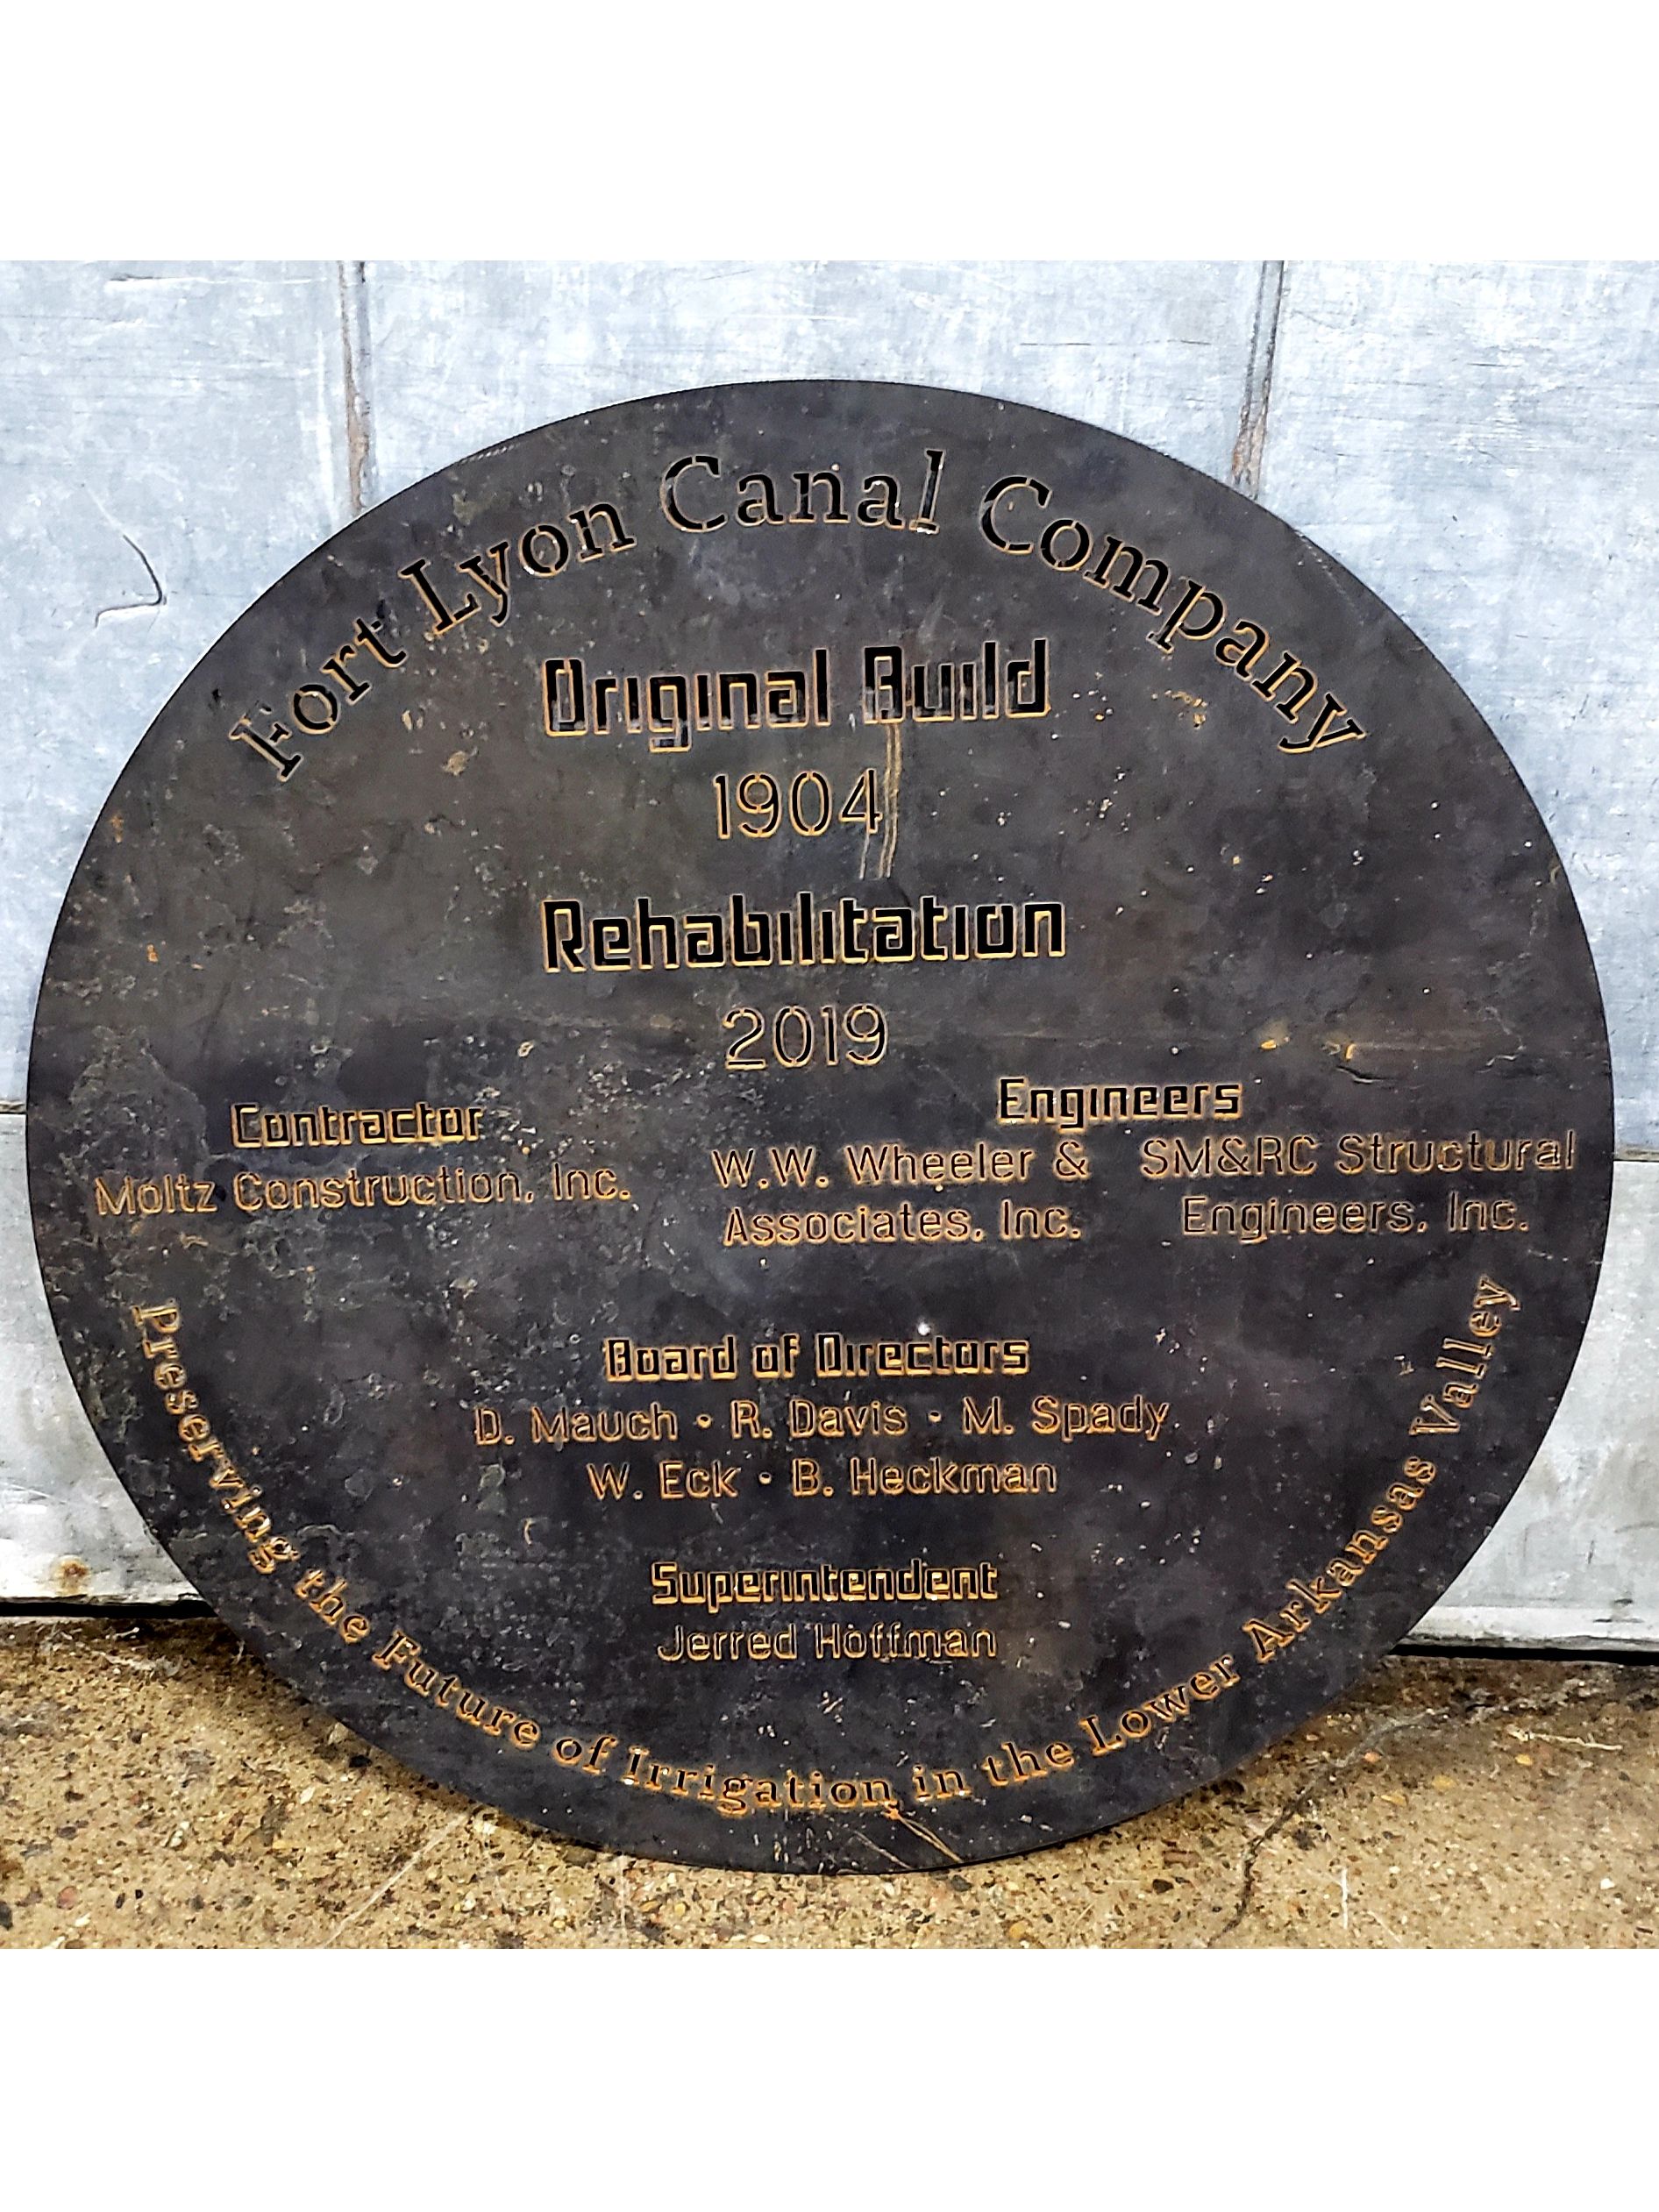 Fort Lyon Canal Company
Original Build
1904
Rehabilitation
2019
Contractor
Moltz Construction, Inc.
Engineers
W.W. Wheeler &
Associates, Inc.
SM&RC Structural
Engineers, Inc.
Board of Directors
D. Mauch • R. Davis • M. Spady
W. Eck • B. Heckman
Superintendent
Jerred Hoffman
Preserving the Future of Irrigation in the Lower Arkansas Valley